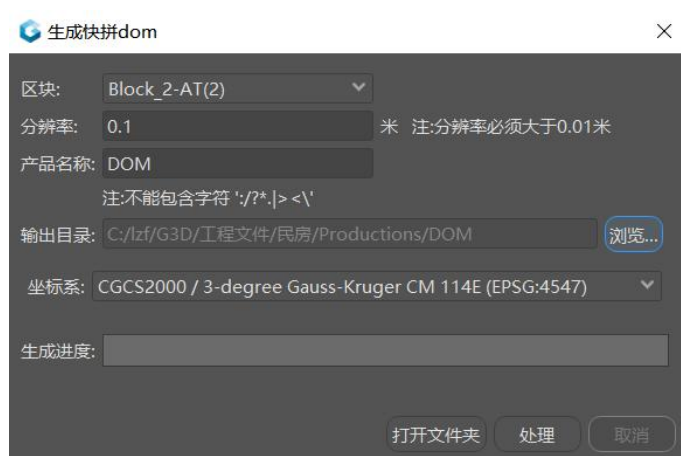 生成快拼dom
区块: Block_2-AT(2)
分辨率: 0.1 米 注:分辨率必须大于0.01米
产品名称: DOM
注:不能包含字符 ':/?*.|> <\'
输出目录: C:/lzf/G3D/工程文件/民房/Productions/DOM 浏览...
坐标系: CGCS2000 / 3-degree Gauss-Kruger CM 114E (EPSG:4547)
生成进度:
打开文件夹 处理 取消